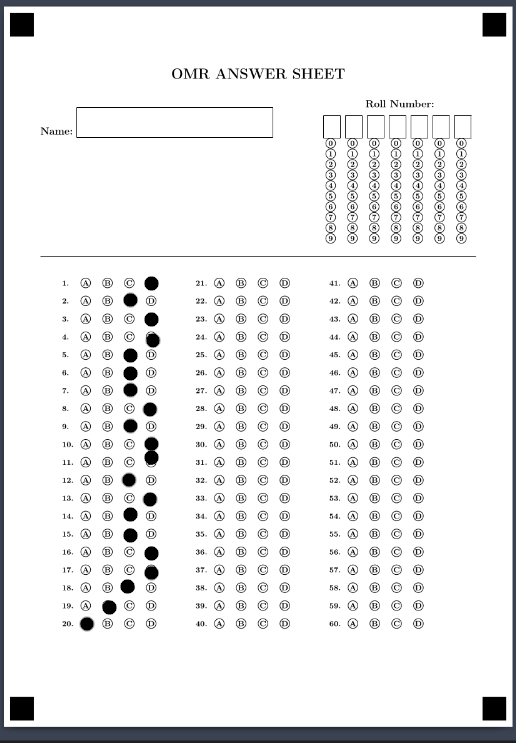 OMR ANSWER SHEET
Roll Number:
Name:
0 0 0 0 0 0 0
1 1 1 1 1 1 1
2 2 2 2 2 2 2
3 3 3 3 3 3 3
4 4 4 4 4 4 4
5 5 5 5 5 5 5
6 6 6 6 6 6 6
7 7 7 7 7 7 7
8 8 8 8 8 8 8
9 9 9 9 9 9 9
1. A B C
2. A B D
3. A B C
4. A B C
5. A B D
6. A B D
7. A B D
8. A B C
9. A B D
10. A B C
11. A B C
12. A B D
13. A B C
14. A B D
15. A B D
16. A B C
17. A B C
18. A B D
19. A C D
20. B C D
21. A B C D
22. A B C D
23. A B C D
24. A B C D
25. A B C D
26. A B C D
27. A B C D
28. A B C D
29. A B C D
30. A B C D
31. A B C D
32. A B C D
33. A B C D
34. A B C D
35. A B C D
36. A B C D
37. A B C D
38. A B C D
39. A B C D
40. A B C D
41. A B C D
42. A B C D
43. A B C D
44. A B C D
45. A B C D
46. A B C D
47. A B C D
48. A B C D
49. A B C D
50. A B C D
51. A B C D
52. A B C D
53. A B C D
54. A B C D
55. A B C D
56. A B C D
57. A B C D
58. A B C D
59. A B C D
60. A B C D